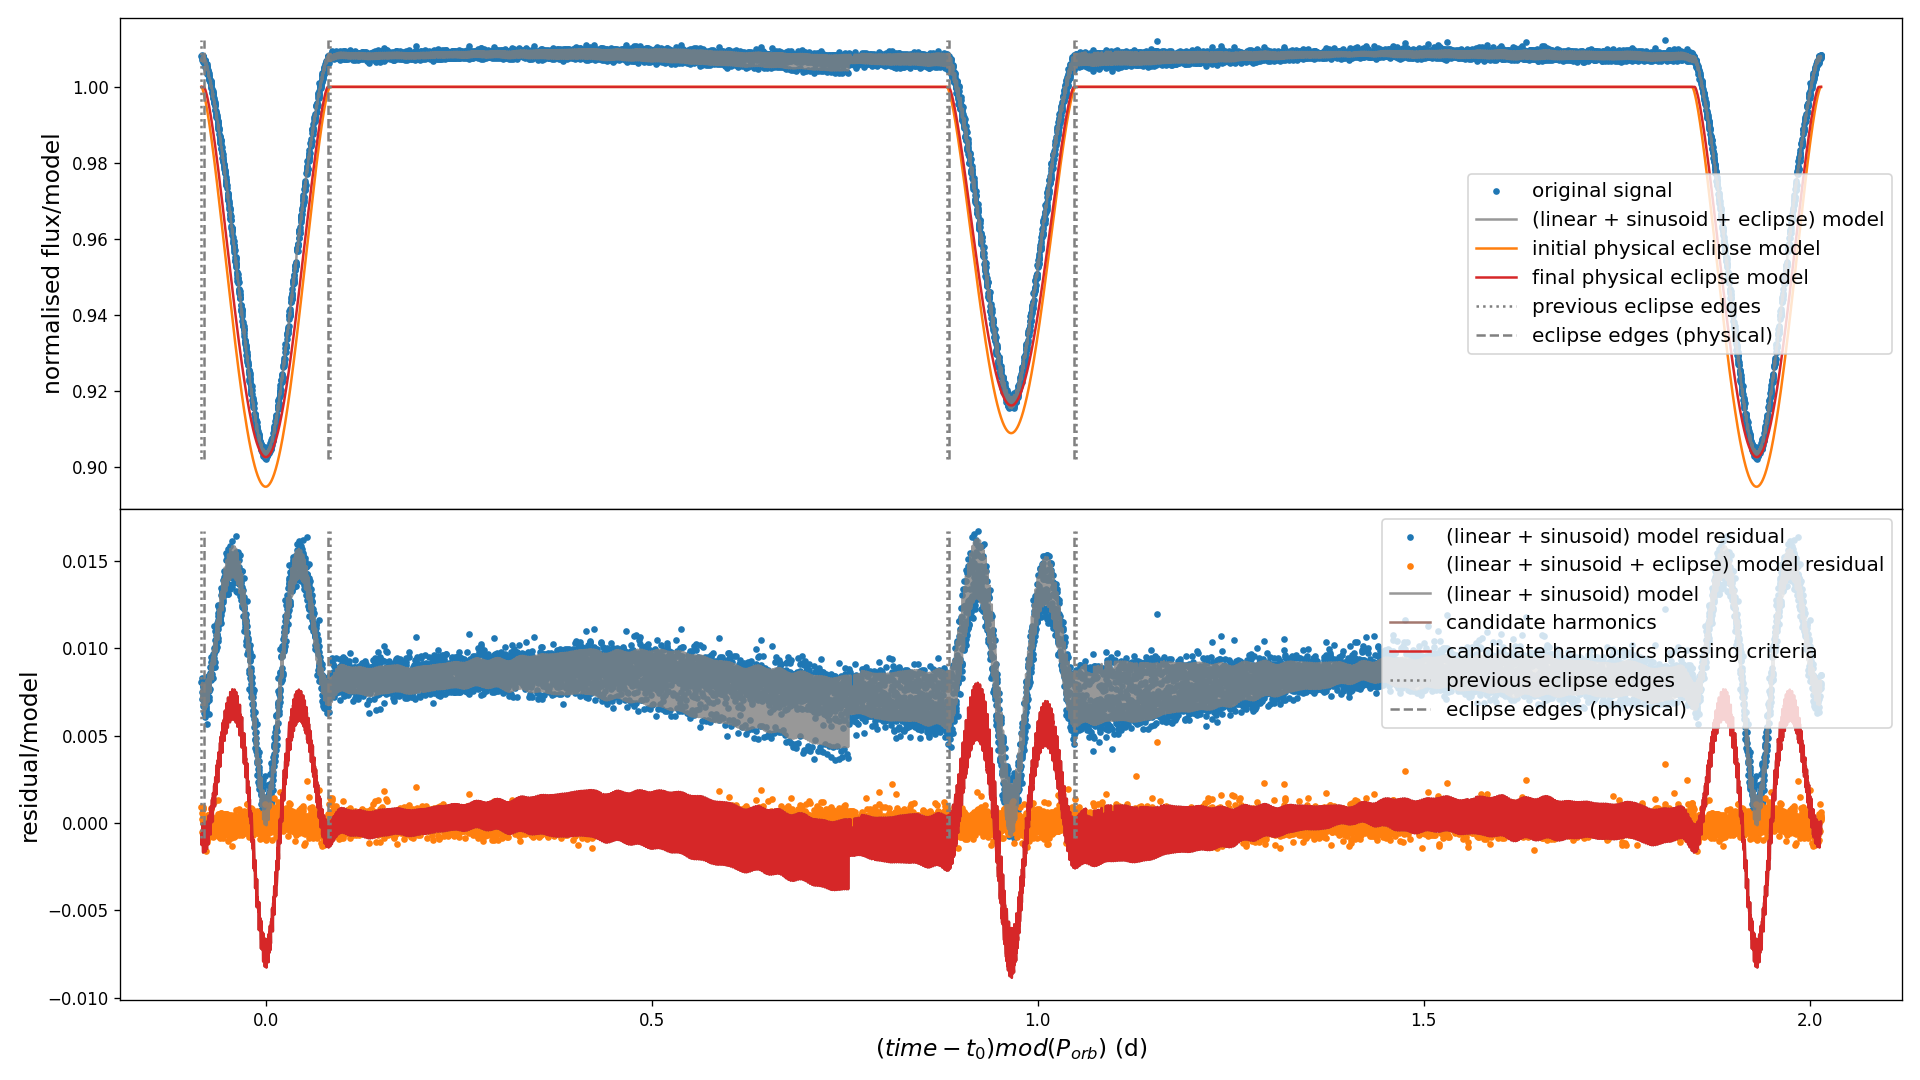 normalised flux/model
1.00
0.98
0.96
0.94
0.92
0.90
original signal
(linear + sinusoid + eclipse) model
initial physical eclipse model
final physical eclipse model
previous eclipse edges
eclipse edges (physical)
residual/model
0.015
0.010
0.005
0.000
−0.005
−0.010
(linear + sinusoid) model residual
(linear + sinusoid + eclipse) model residual
(linear + sinusoid) model
candidate harmonics
candidate harmonics passing criteria
previous eclipse edges
eclipse edges (physical)
0.0 0.5 1.0 1.5 2.0
(time − t₀)mod(P_orb) (d)